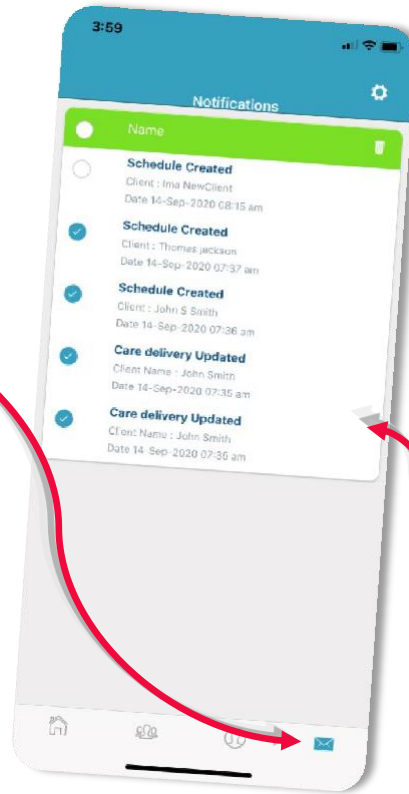 3:59
Notifications
Name
Schedule Created
Client : Ima NewClient
Date 14-Sep-2020 08:15 am
Schedule Created
Client : Thomas jackson
Date 14-Sep-2020 07:37 am
Schedule Created
Client : John S Smith
Date 14-Sep-2020 07:36 am
Care delivery Updated
Client Name : John Smith
Date 14-Sep-2020 07:35 am
Care delivery Updated
Client Name : John Smith
Date 14-Sep-2020 07:35 am